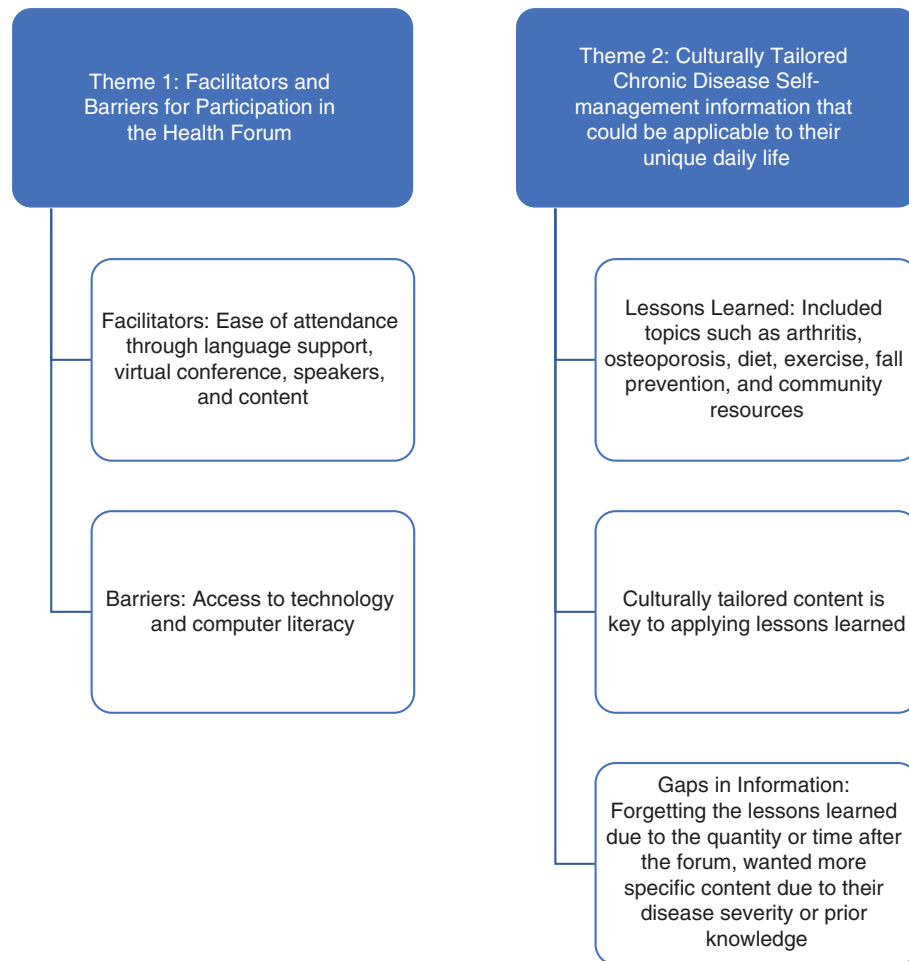 Theme 1: Facilitators and
Barriers for Participation in
the Health Forum
Facilitators: Ease of attendance
through language support,
virtual conference, speakers,
and content
Barriers: Access to technology
and computer literacy
Theme 2: Culturally Tailored
Chronic Disease Self-
management information that
could be applicable to their
unique daily life
Lessons Learned: Included
topics such as arthritis,
osteoporosis, diet, exercise, fall
prevention, and community
resources
Culturally tailored content is
key to applying lessons learned
Gaps in Information:
Forgetting the lessons learned
due to the quantity or time after
the forum, wanted more
specific content due to their
disease severity or prior
knowledge